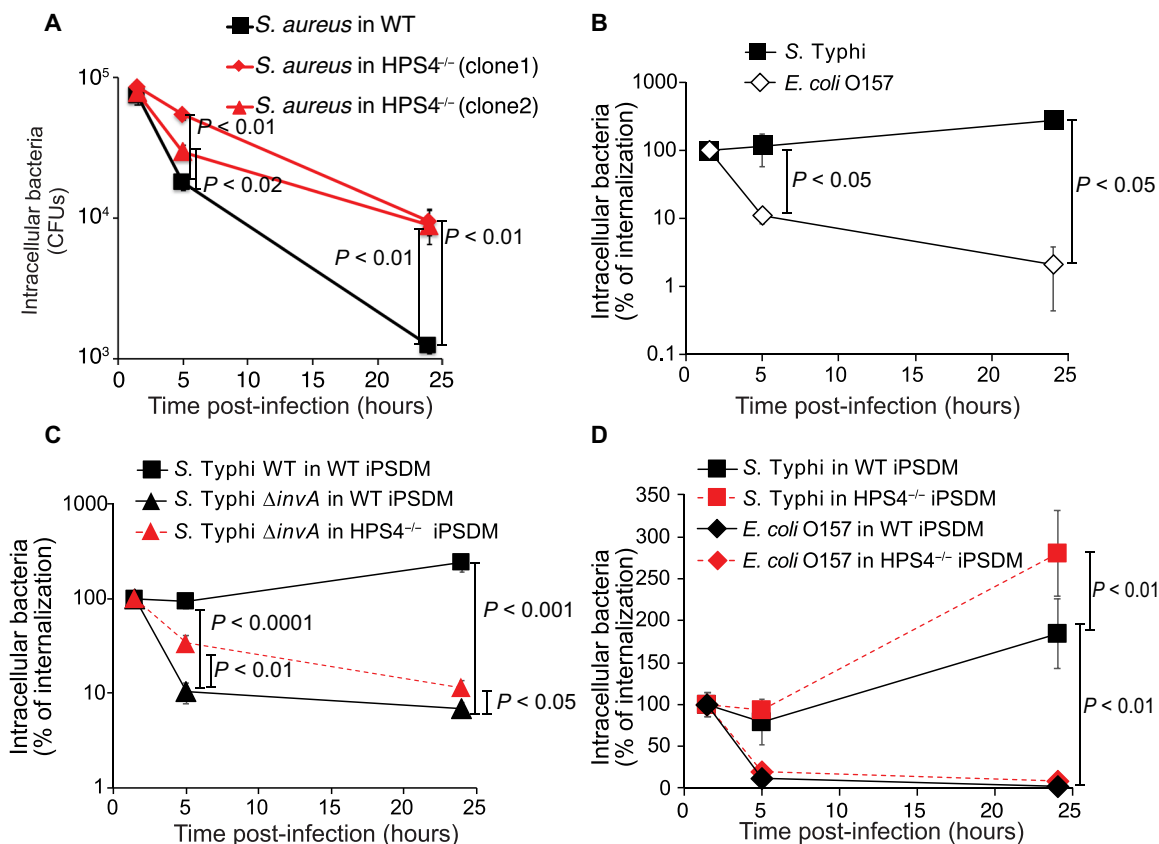 A
S. aureus in WT
S. aureus in HPS4⁻/⁻ (clone1)
S. aureus in HPS4⁻/⁻ (clone2)
Intracellular bacteria
(CFUs)
10⁵
10⁴
10³
P < 0.01
P < 0.02
P < 0.01
P < 0.01
0 5 10 15 20 25
Time post-infection (hours)
B
S. Typhi
E. coli O157
Intracellular bacteria
(% of internalization)
1000
100
10
1
0.1
P < 0.05
P < 0.05
0 5 10 15 20 25
Time post-infection (hours)
C
S. Typhi WT in WT iPSDM
S. Typhi ΔinvA in WT iPSDM
S. Typhi ΔinvA in HPS4⁻/⁻ iPSDM
Intracellular bacteria
(% of internalization)
1000
100
10
1
P < 0.0001
P < 0.01
P < 0.001
P < 0.05
0 5 10 15 20 25
Time post-infection (hours)
D
S. Typhi in WT iPSDM
S. Typhi in HPS4⁻/⁻ iPSDM
E. coli O157 in WT iPSDM
E. coli O157 in HPS4⁻/⁻ iPSDM
Intracellular bacteria
(% of internalization)
350
300
250
200
150
100
50
0
P < 0.01
P < 0.01
0 5 10 15 20 25
Time post-infection (hours)